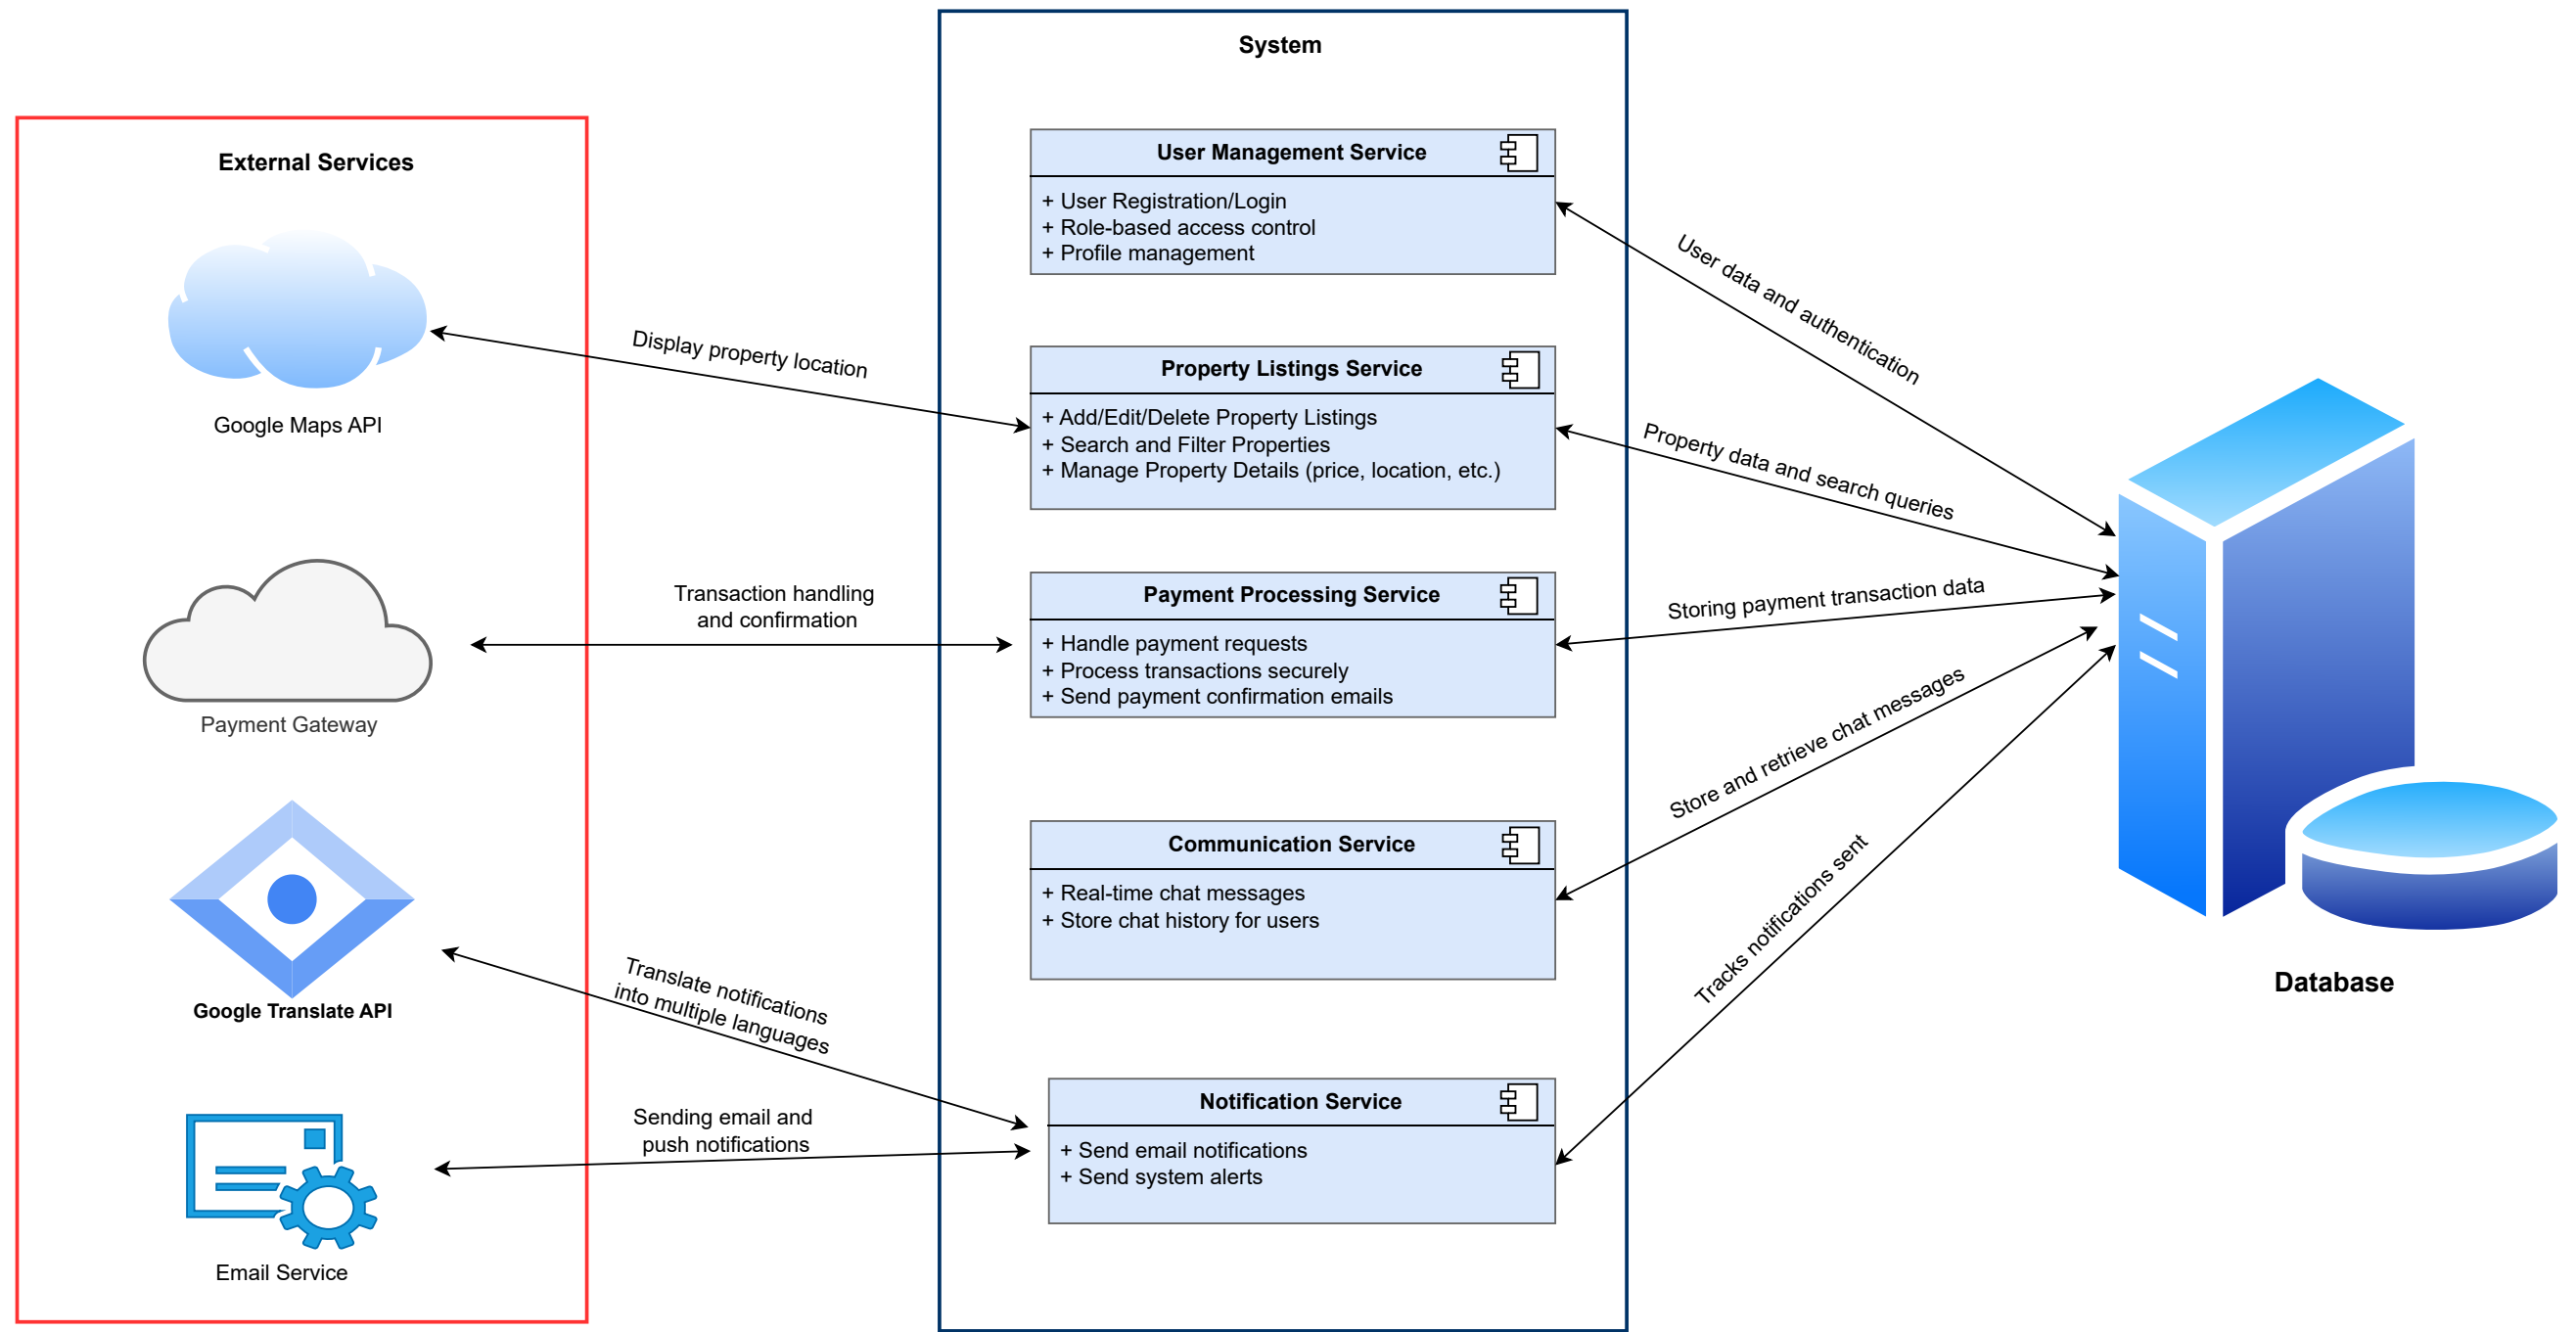 System
External Services
User Management Service
+ User Registration/Login
+ Role-based access control
+ Profile management
Google Maps API
Display property location
Property Listings Service
+ Add/Edit/Delete Property Listings
+ Search and Filter Properties
+ Manage Property Details (price, location, etc.)
User data and authentication
Property data and search queries
Payment Gateway
Transaction handling
and confirmation
Payment Processing Service
+ Handle payment requests
+ Process transactions securely
+ Send payment confirmation emails
Storing payment transaction data
Google Translate API
Communication Service
+ Real-time chat messages
+ Store chat history for users
Store and retrieve chat messages
Database
Translate notifications
into multiple languages
Sending email and
push notifications
Email Service
Notification Service
+ Send email notifications
+ Send system alerts
Tracks notifications sent